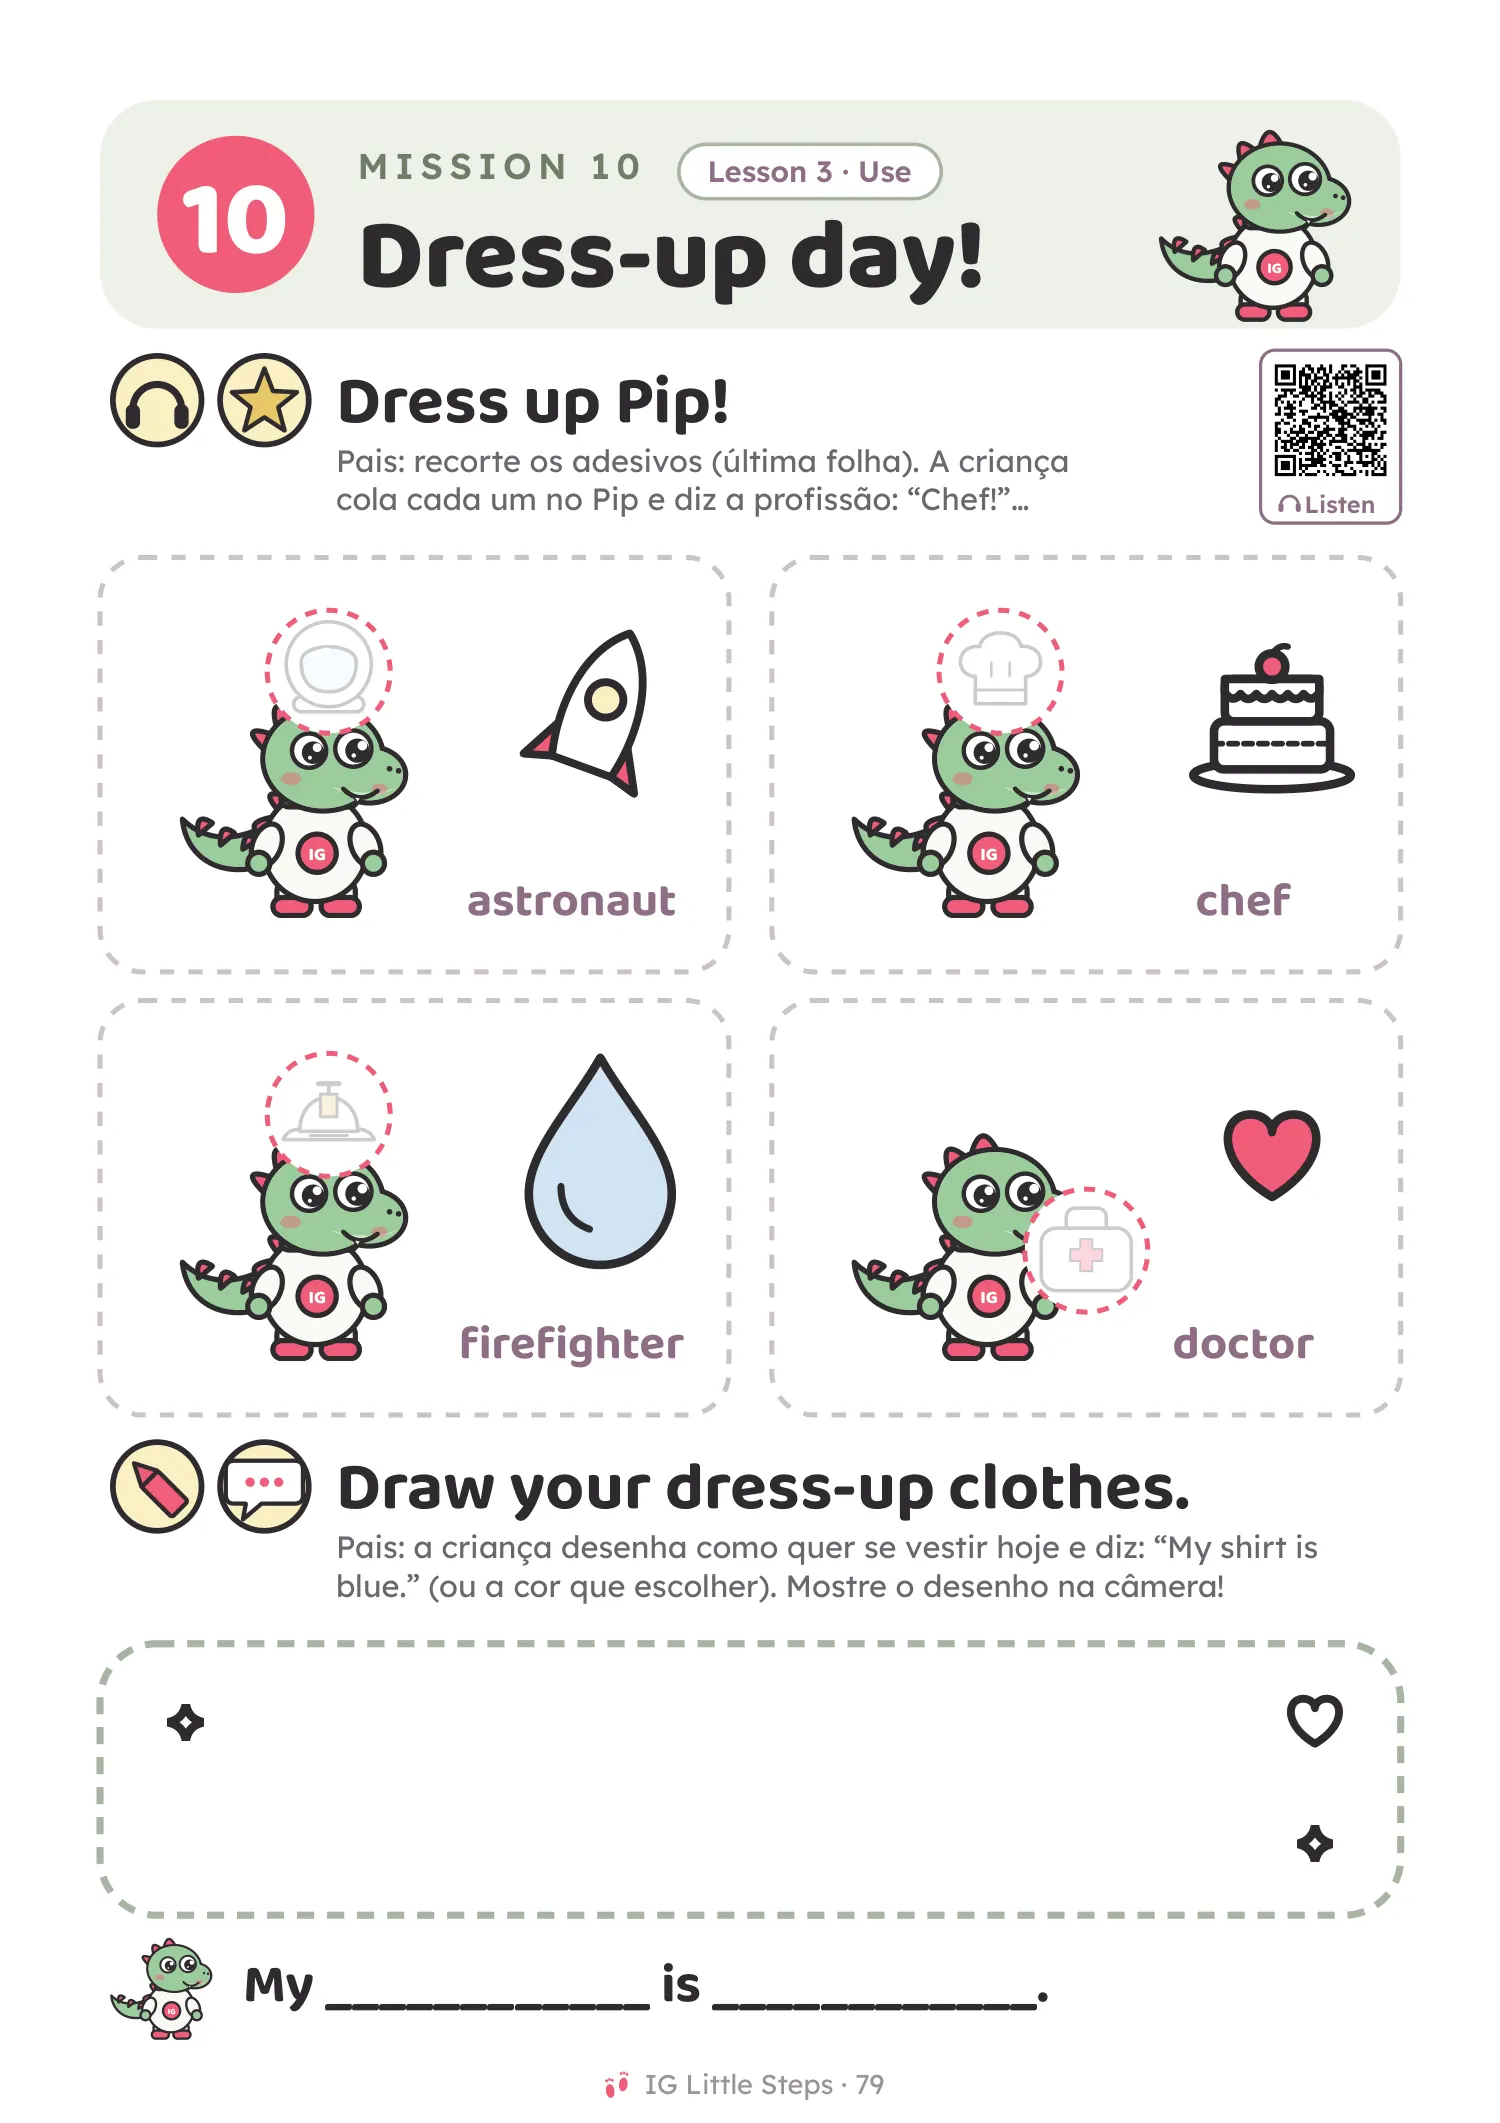 10
MISSION 10
Lesson 3 · Use
Dress-up day!
IG
Dress up Pip!
Pais: recorte os adesivos (última folha). A criança
cola cada um no Pip e diz a profissão: “Chef!”...
Listen
IG
astronaut
IG
chef
IG
firefighter
IG
doctor
Draw your dress-up clothes.
Pais: a criança desenha como quer se vestir hoje e diz: “My shirt is
blue.” (ou a cor que escolher). Mostre o desenho na câmera!
IG
My ____________ is ____________.
IG Little Steps · 79